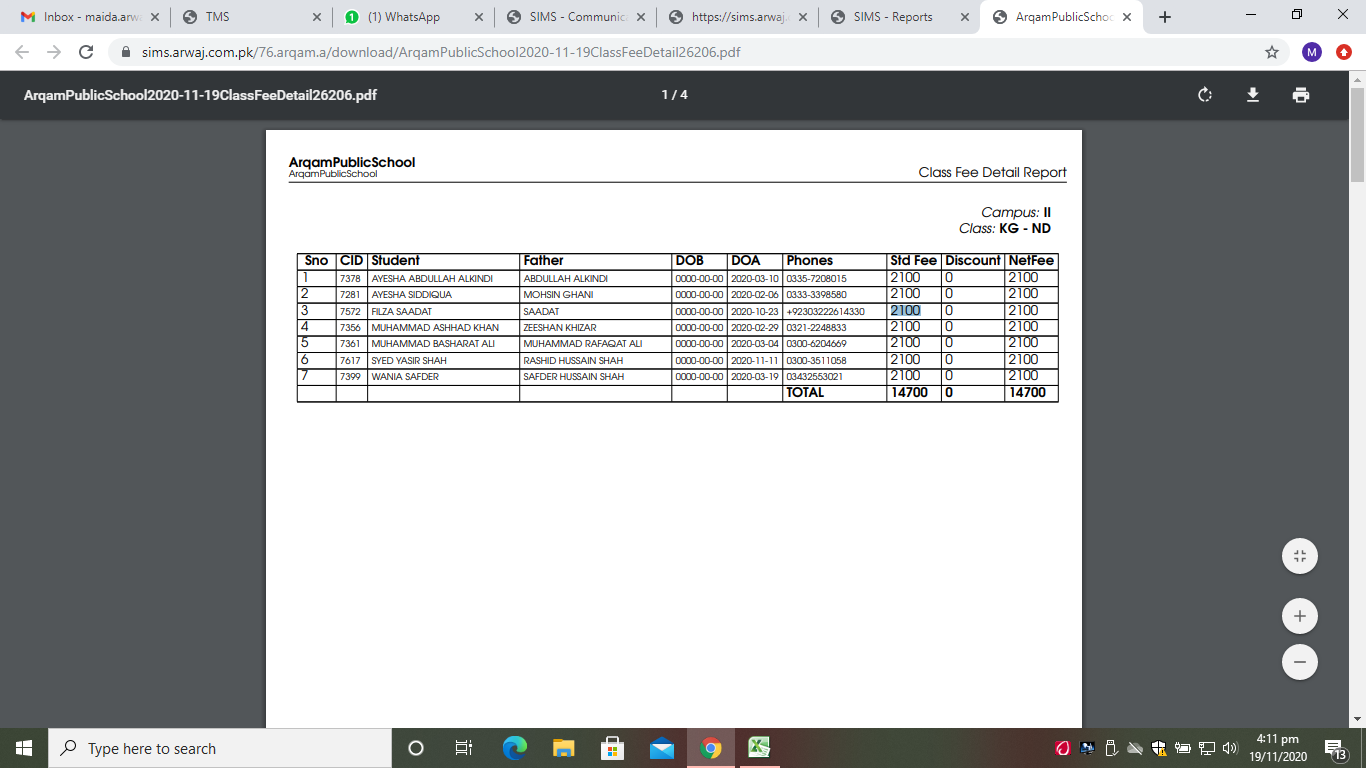 Inbox - maida.arw
TMS
(1) WhatsApp
SIMS - Communic
https://sims.arwaj
SIMS - Reports
ArqamPublicSchoo
sims.arwaj.com.pk/76.arqam.a/download/ArqamPublicSchool2020-11-19ClassFeeDetail26206.pdf
M
ArqamPublicSchool2020-11-19ClassFeeDetail26206.pdf
1 / 4
ArqamPublicSchool
ArqamPublicSchool
Class Fee Detail Report
Campus: II
Class: KG - ND
Sno CID Student Father DOB DOA Phones Std Fee Discount NetFee
1 7378 AYESHA ABDULLAH ALKINDI ABDULLAH ALKINDI 0000-00-00 2020-03-10 0335-7208015 2100 0 2100
2 7281 AYESHA SIDDIQUA MOHSIN GHANI 0000-00-00 2020-02-06 0333-3398580 2100 0 2100
3 7572 FILZA SAADAT SAADAT 0000-00-00 2020-10-23 +92303222614330 2100 0 2100
4 7356 MUHAMMAD ASHHAD KHAN ZEESHAN KHIZAR 0000-00-00 2020-02-29 0321-2248833 2100 0 2100
5 7361 MUHAMMAD BASHARAT ALI MUHAMMAD RAFAQAT ALI 0000-00-00 2020-03-04 0300-6204669 2100 0 2100
6 7617 SYED YASIR SHAH RASHID HUSSAIN SHAH 0000-00-00 2020-11-11 0300-3511058 2100 0 2100
7 7399 WANIA SAFDER SAFDER HUSSAIN SHAH 0000-00-00 2020-03-19 03432553021 2100 0 2100
TOTAL 14700 0 14700
Type here to search
4:11 pm
19/11/2020
13